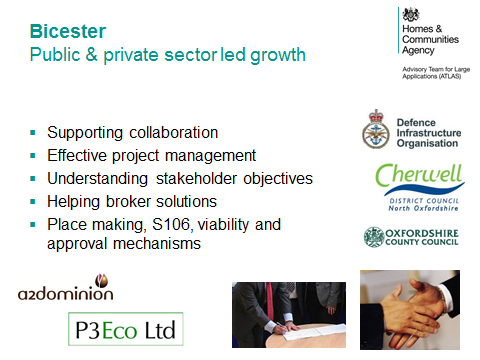 Bicester
Public & private sector led growth
Homes &
Communities
Agency
Advisory Team for Large
Applications (ATLAS)
Supporting collaboration
Effective project management
Understanding stakeholder objectives
Helping broker solutions
Place making, S106, viability and
approval mechanisms
Defence
Infrastructure
Organisation
Cherwell
DISTRICT COUNCIL
North Oxfordshire
OXFORDSHIRE
COUNTY COUNCIL
a2dominion
P3Eco Ltd